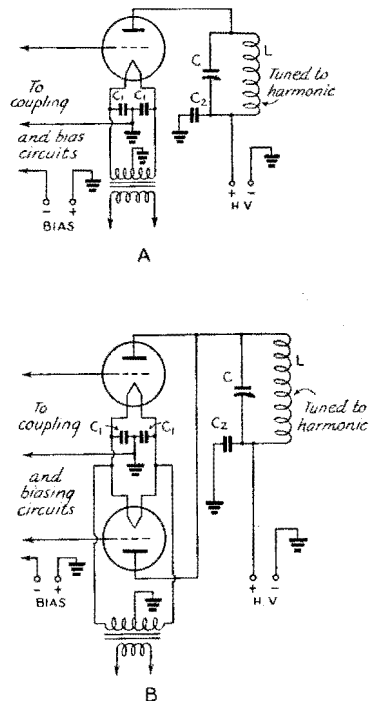 C₁ C₁
C
L
C₂
Tuned to
harmonic
To
coupling
and bias
circuits
- +
BIAS
+ -
H V
A
C₁ C₁
C
L
C₂
Tuned to
harmonic
To
coupling
and
biasing
circuits
- +
BIAS
+ -
H.V.
B